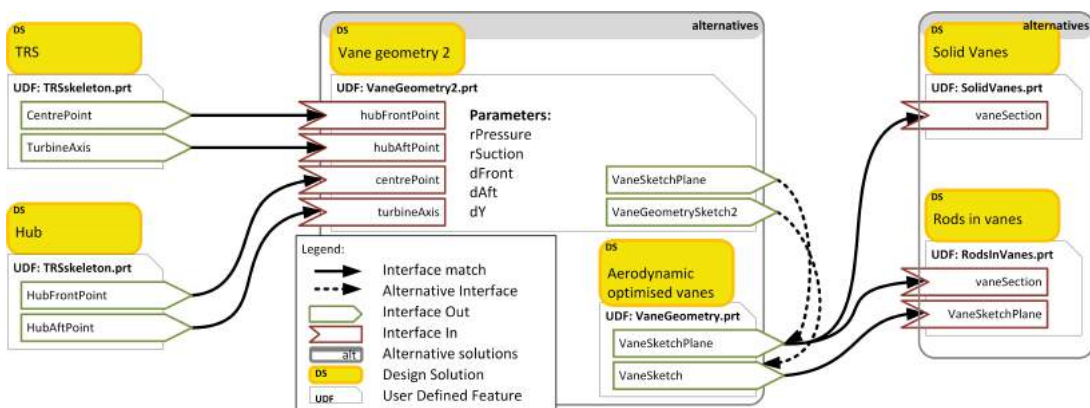 DS
TRS
UDF: TRSskeleton.prt
CentrePoint
TurbineAxis
DS
Hub
UDF: TRSskeleton.prt
HubFrontPoint
HubAftPoint
alternatives
DS
Vane geometry 2
UDF: VaneGeometry2.prt
hubFrontPoint
hubAftPoint
centrePoint
turbineAxis
Parameters:
rPressure
rSuction
dFront
dAft
dY
VaneSketchPlane
VaneGeometrySketch2
Legend:
Interface match
Alternative Interface
Interface Out
Interface In
alt Alternative solutions
DS Design Solution
UDF User Defined Feature
DS
Aerodynamic
optimised vanes
UDF: VaneGeometry.prt
VaneSketchPlane
VaneSketch
alternatives
DS
Solid Vanes
UDF: SolidVanes.prt
vaneSection
DS
Rods in vanes
UDF: RodsInVanes.prt
vaneSection
VaneSketchPlane